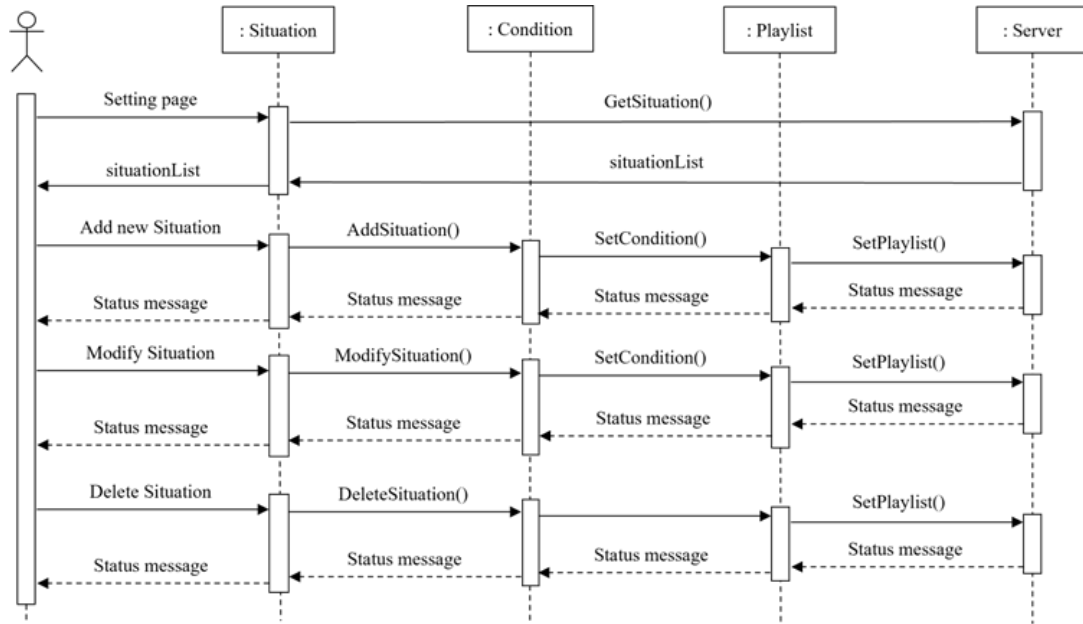 : Situation
: Condition
: Playlist
: Server
Setting page
GetSituation()
situationList
situationList
Add new Situation
AddSituation()
SetCondition()
SetPlaylist()
Status message
Status message
Status message
Status message
Modify Situation
ModifySituation()
SetCondition()
SetPlaylist()
Status message
Status message
Status message
Status message
Delete Situation
DeleteSituation()
SetPlaylist()
Status message
Status message
Status message
Status message